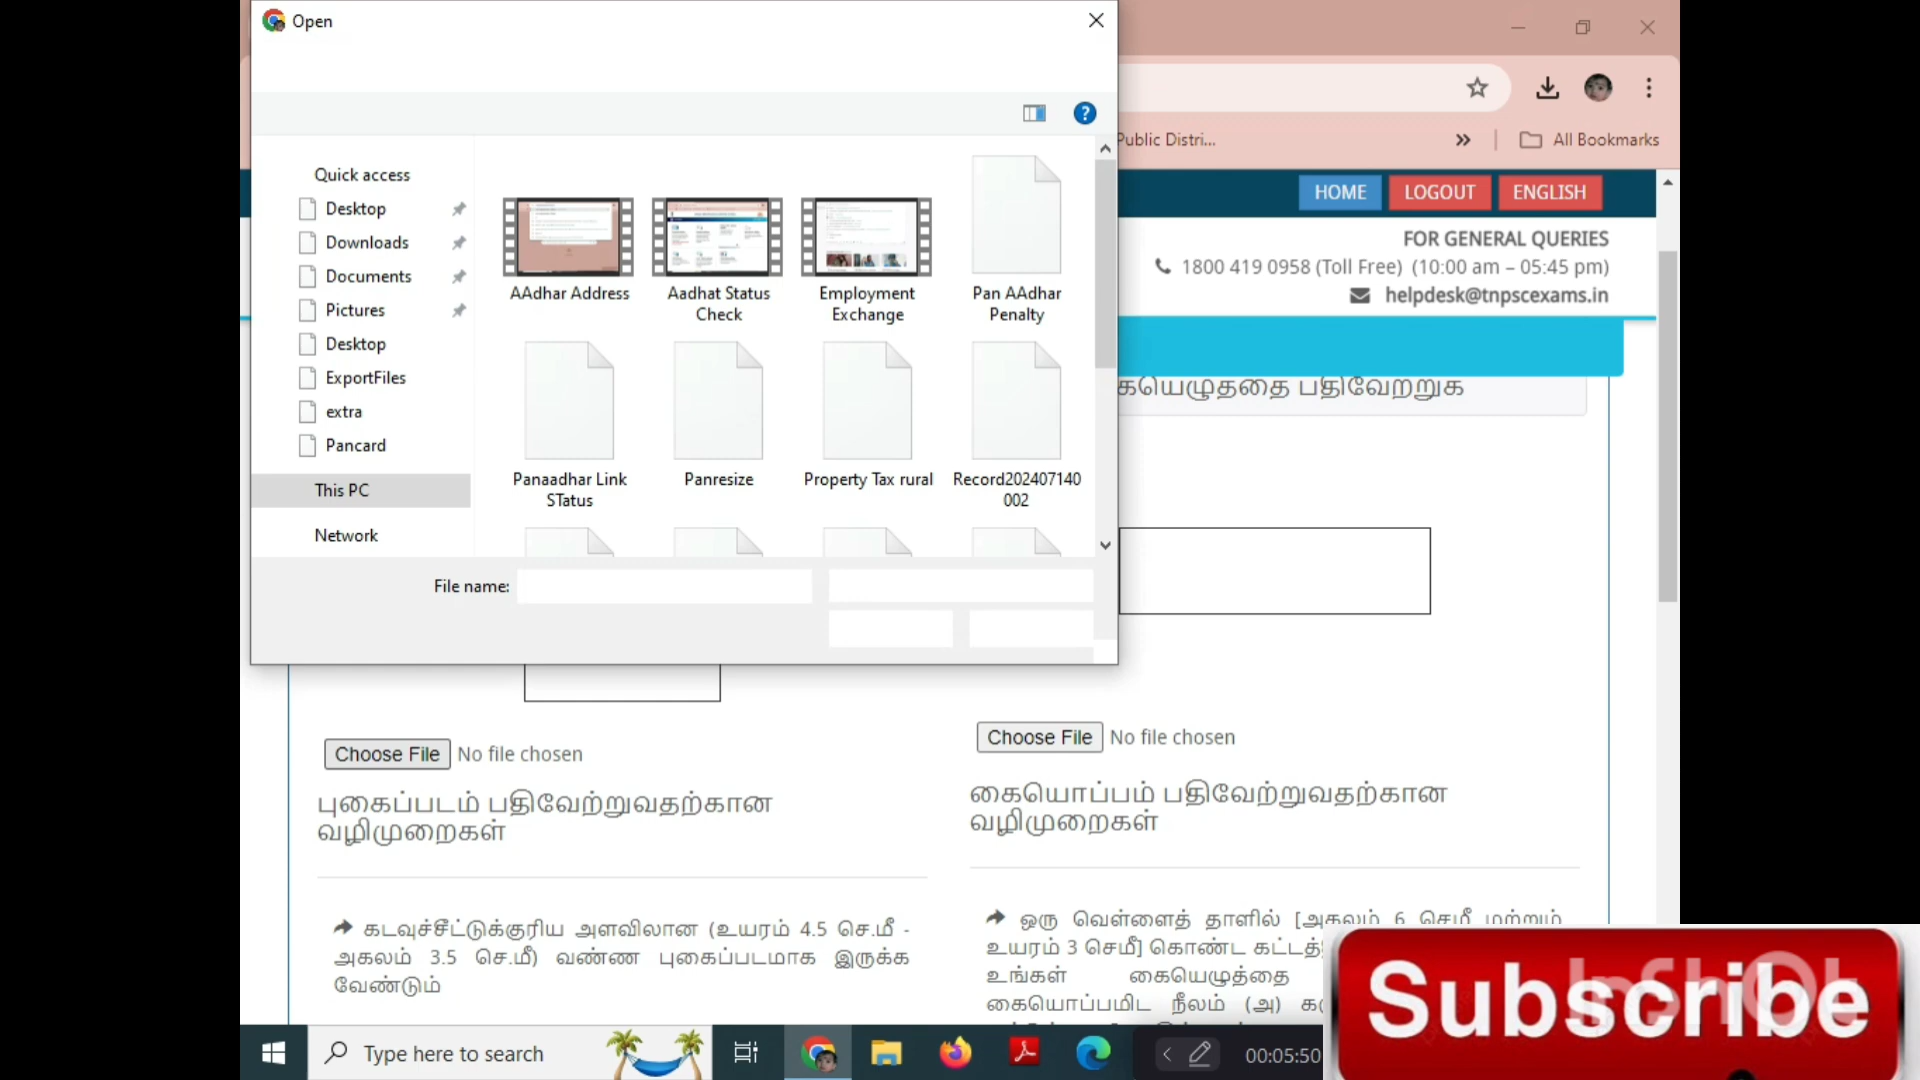 Open
Public Distri...
All Bookmarks
HOME
LOGOUT
ENGLISH
FOR GENERAL QUERIES
1800 419 0958 (Toll Free) (10:00 am – 05:45 pm)
helpdesk@tnpscexams.in
Quick access
Desktop
Downloads
Documents
Pictures
Desktop
ExportFiles
extra
Pancard
This PC
Network
AAdhar Address
Aadhat Status
Check
Employment
Exchange
Pan AAdhar
Penalty
Panaadhar Link
STatus
Panresize
Property Tax rural
Record202407140
002
File name:
கையெழுத்தை பதிவேற்றுக
Choose File No file chosen
புகைப்படம் பதிவேற்றுவதற்கான
வழிமுறைகள்
கடவுச்சீட்டுக்குரிய அளவிலான (உயரம் 4.5 செ.மீ -
அகலம் 3.5 செ.மீ) வண்ண புகைப்படமாக இருக்க
வேண்டும்
Choose File No file chosen
கையொப்பம் பதிவேற்றுவதற்கான
வழிமுறைகள்
ஒரு வெள்ளைத் தாளில் [அகலம் 6 செமீ மற்றும்
உயரம் 3 செமீ] கொண்ட
உங்கள் கையெழுத்தை
கையொப்பமிட நீலம் (அ)
Type here to search
00:05:50
Subscribe
InShOt